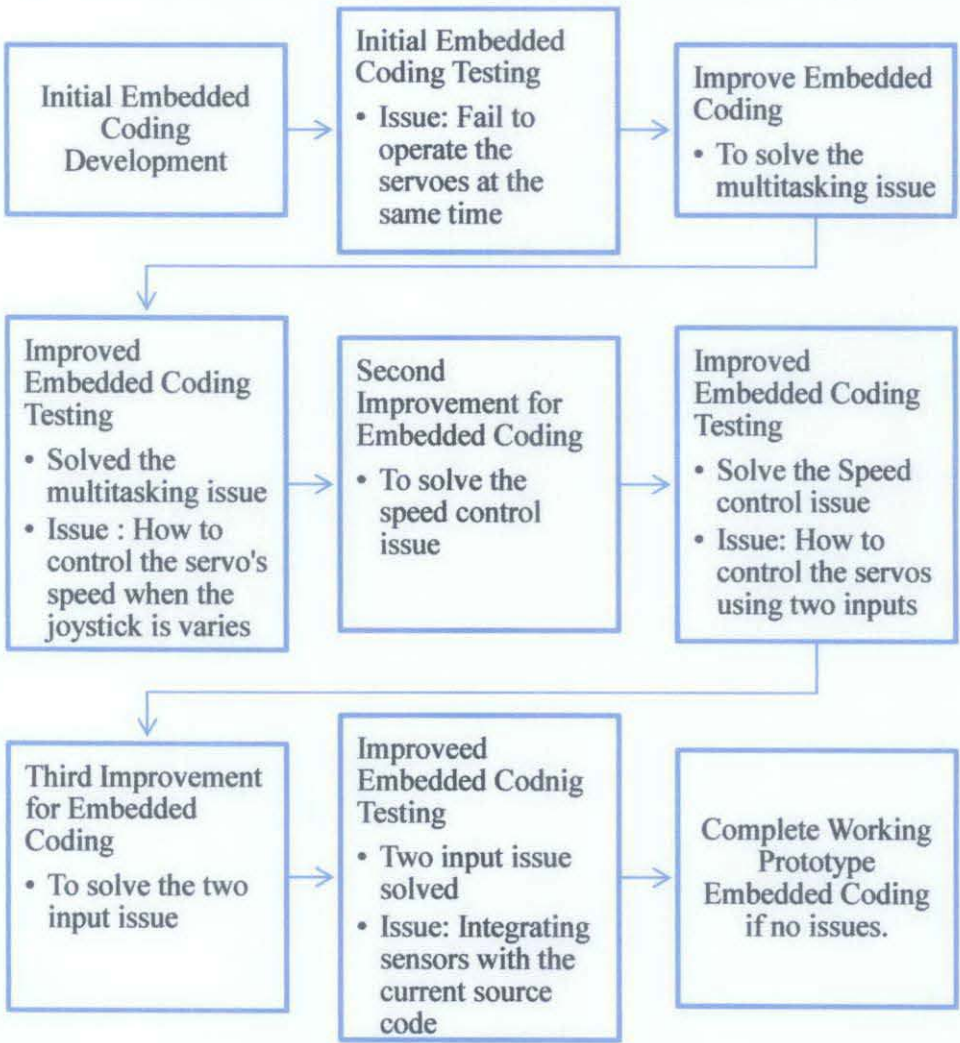 Initial Embedded
Coding
Development
Initial Embedded
Coding Testing
• Issue: Fail to
operate the
servoes at the
same time
Improve Embedded
Coding
• To solve the
multitasking issue
Improved
Embedded Coding
Testing
• Solved the
multitasking issue
• Issue : How to
control the servo's
speed when the
joystick is varies
Second
Improvement for
Embedded Coding
• To solve the
speed control
issue
Improved
Embedded Coding
Testing
• Solve the Speed
control issue
• Issue: How to
control the servos
using two inputs
Third Improvement
for Embedded
Coding
• To solve the two
input issue
Improveed
Embedded Codnig
Testing
• Two input issue
solved
• Issue: Integrating
sensors with the
current source
code
Complete Working
Prototype
Embedded Coding
if no issues.